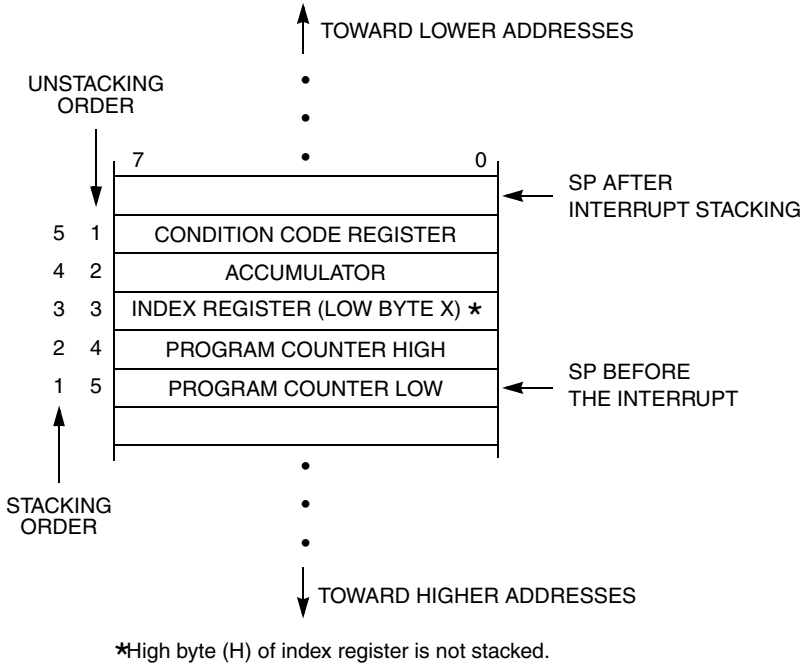 TOWARD LOWER ADDRESSES
UNSTACKING
ORDER
7 0
SP AFTER
INTERRUPT STACKING
5 1 CONDITION CODE REGISTER
4 2 ACCUMULATOR
3 3 INDEX REGISTER (LOW BYTE X) *
2 4 PROGRAM COUNTER HIGH
1 5 PROGRAM COUNTER LOW
SP BEFORE
THE INTERRUPT
STACKING
ORDER
TOWARD HIGHER ADDRESSES
*High byte (H) of index register is not stacked.